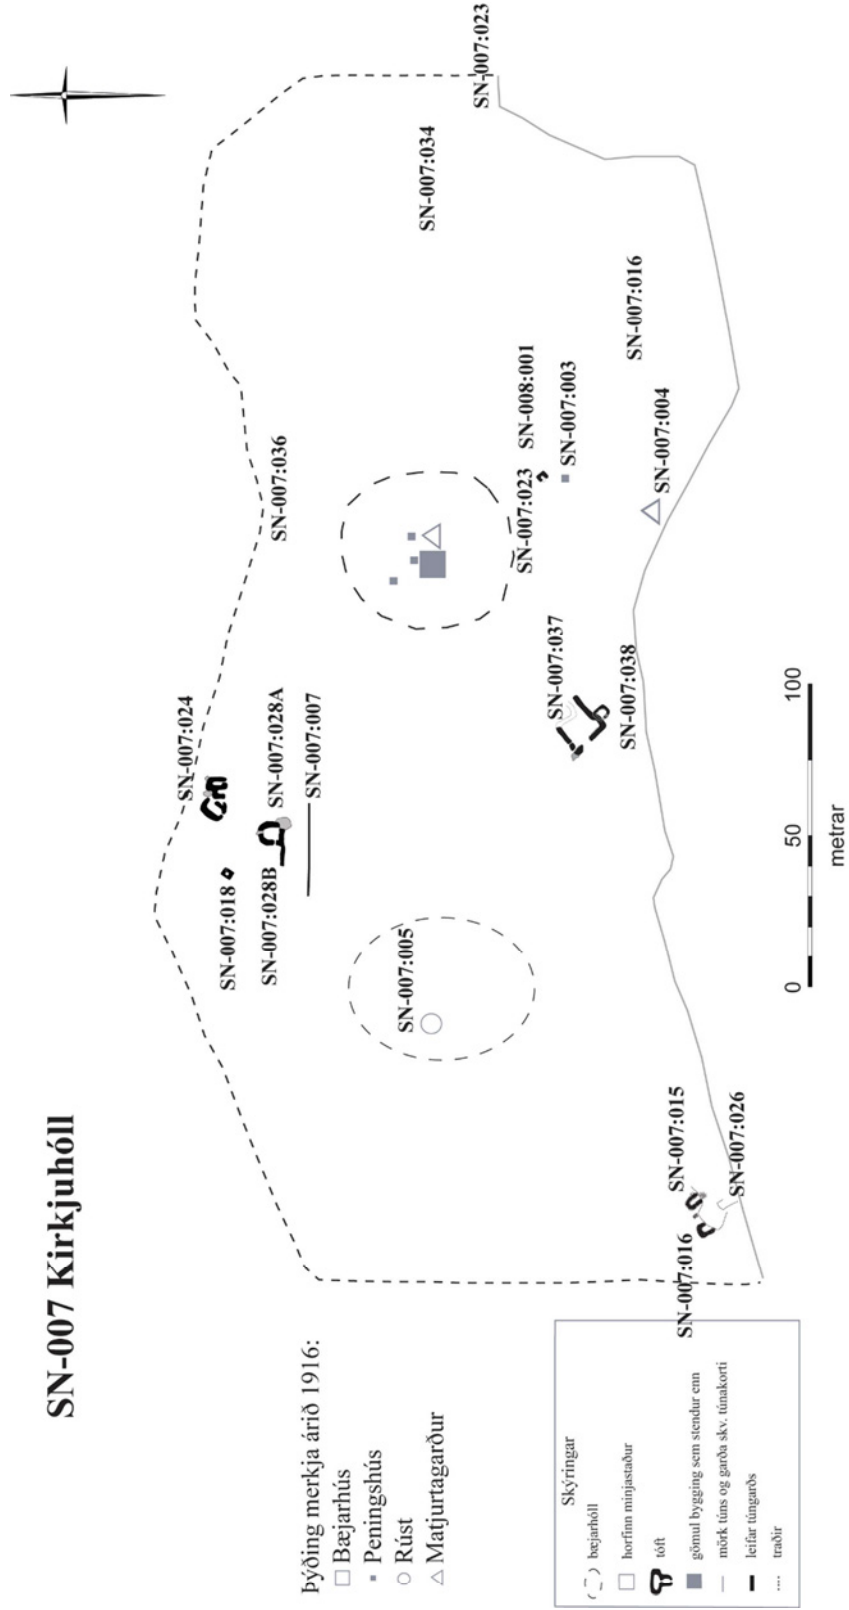 SN-007 Kirkjuhóll
Þýðing merkja árið 1916:
Bæjarhús
Peningshús
Rúst
Matjurtagarður
Skýringar
bæjarhóll
horfinn minjastaður
tóft
gömul bygging sem stendur enn
mörk túns og garða skv. túnakorti
leifar túngarðs
traðir
SN-007:024
SN-007:018
SN-007:028A
SN-007:028B
SN-007:007
SN-007:036
SN-007:034
SN-007:023
SN-007:005
SN-007:023
SN-008:001
SN-007:003
SN-007:016
SN-007:004
SN-007:037
SN-007:038
SN-007:015
SN-007:016
SN-007:026
0 50 100
metrar